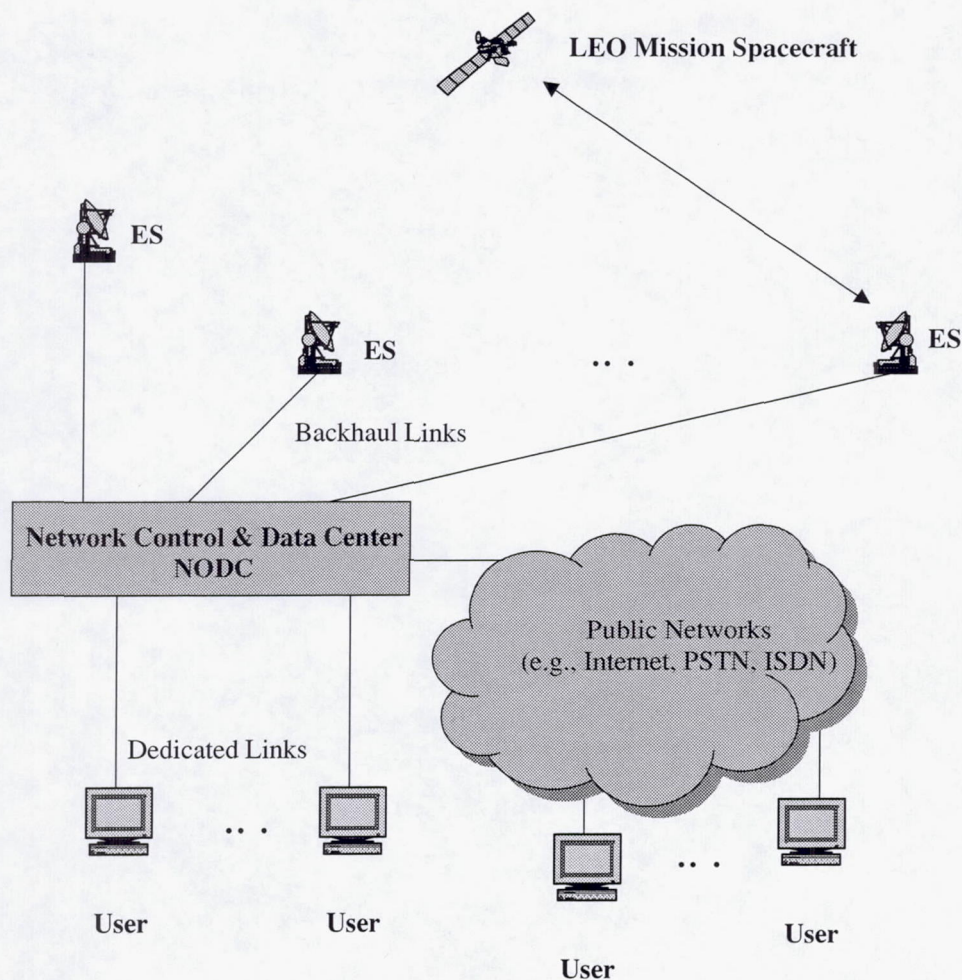 LEO Mission Spacecraft
ES
ES
. . .
ES
Backhaul Links
Network Control & Data Center
NODC
Public Networks
(e.g., Internet, PSTN, ISDN)
Dedicated Links
. . .
. . .
User
User
User
User